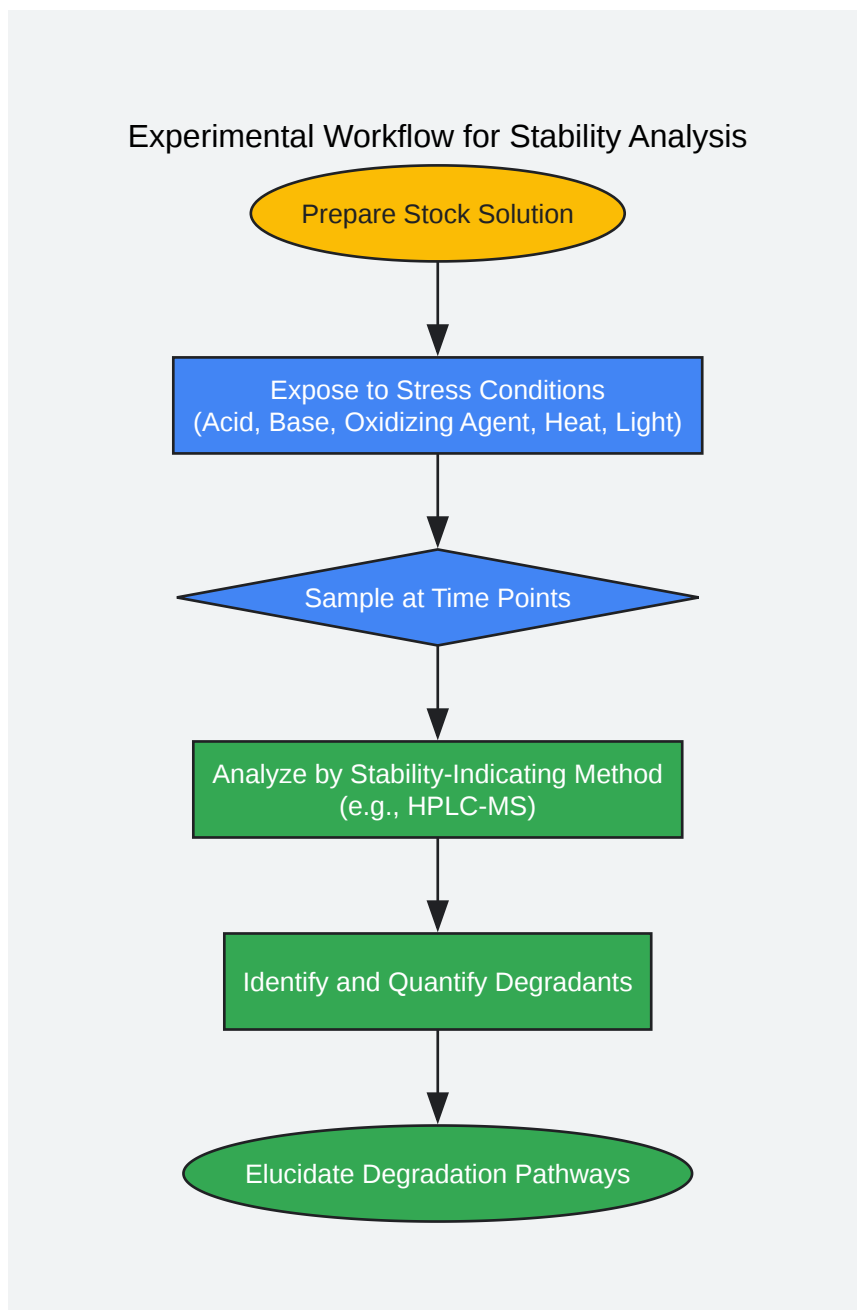 Experimental Workflow for Stability Analysis
Prepare Stock Solution
Expose to Stress Conditions
(Acid, Base, Oxidizing Agent, Heat, Light)
Sample at Time Points
Analyze by Stability-Indicating Method
(e.g., HPLC-MS)
Identify and Quantify Degradants
Elucidate Degradation Pathways